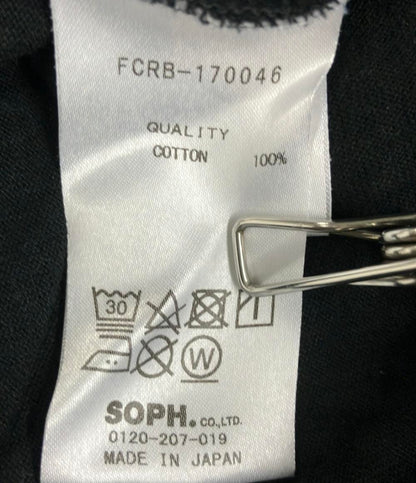 FCRB-170046
QUALITY
COTTON 100%
30
W
SOPH. CO.,LTD.
0120-207-019
MADE IN JAPAN